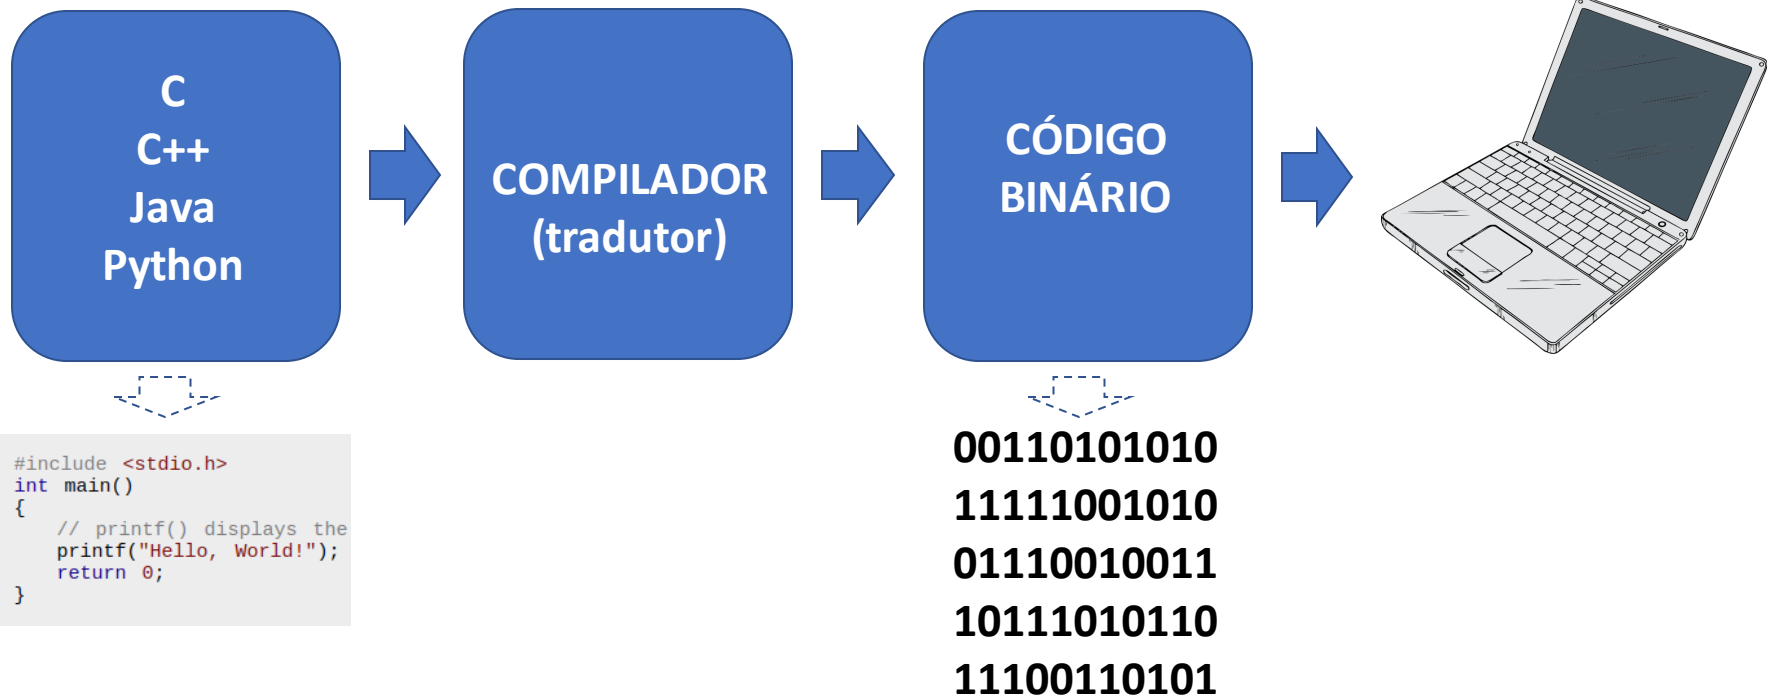 C
C++
Java
Python
COMPILADOR
(tradutor)
CÓDIGO
BINÁRIO
#include <stdio.h>
int main()
{
// printf() displays the
printf("Hello, World!");
return 0;
}
00110101010
11111001010
01110010011
10111010110
11100110101